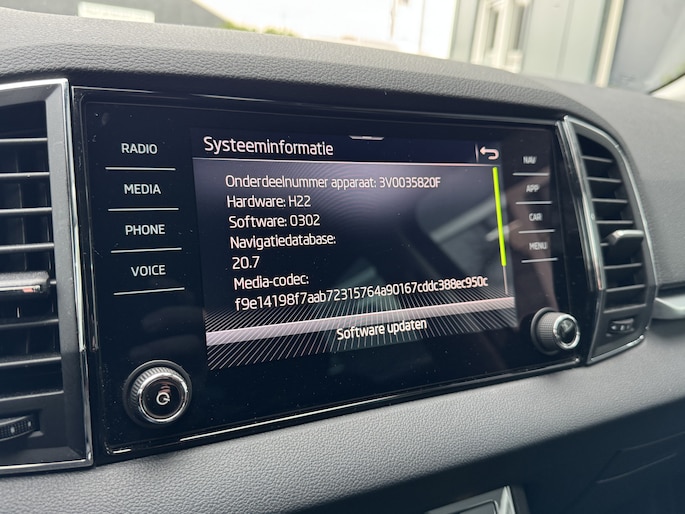 Systeeminformatie
Onderdeelnummer apparaat: 3V0035820F
Hardware: H22
Software: 0302
Navigatiedatabase:
20.7
Media-codec:
f9e14198f7aab72315764a90167cddc388ec950c
Software updaten
RADIO
MEDIA
PHONE
VOICE
NAV
APP
CAR
MENU